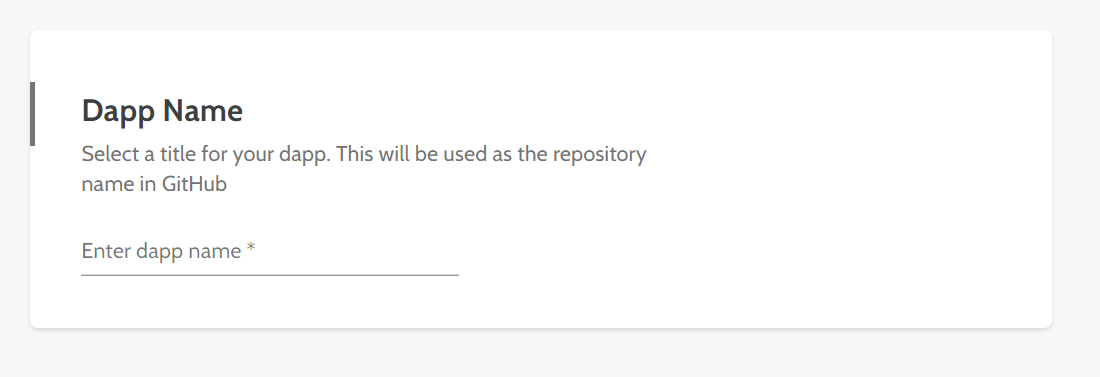 Dapp Name
Select a title for your dapp. This will be used as the repository
name in GitHub
Enter dapp name *